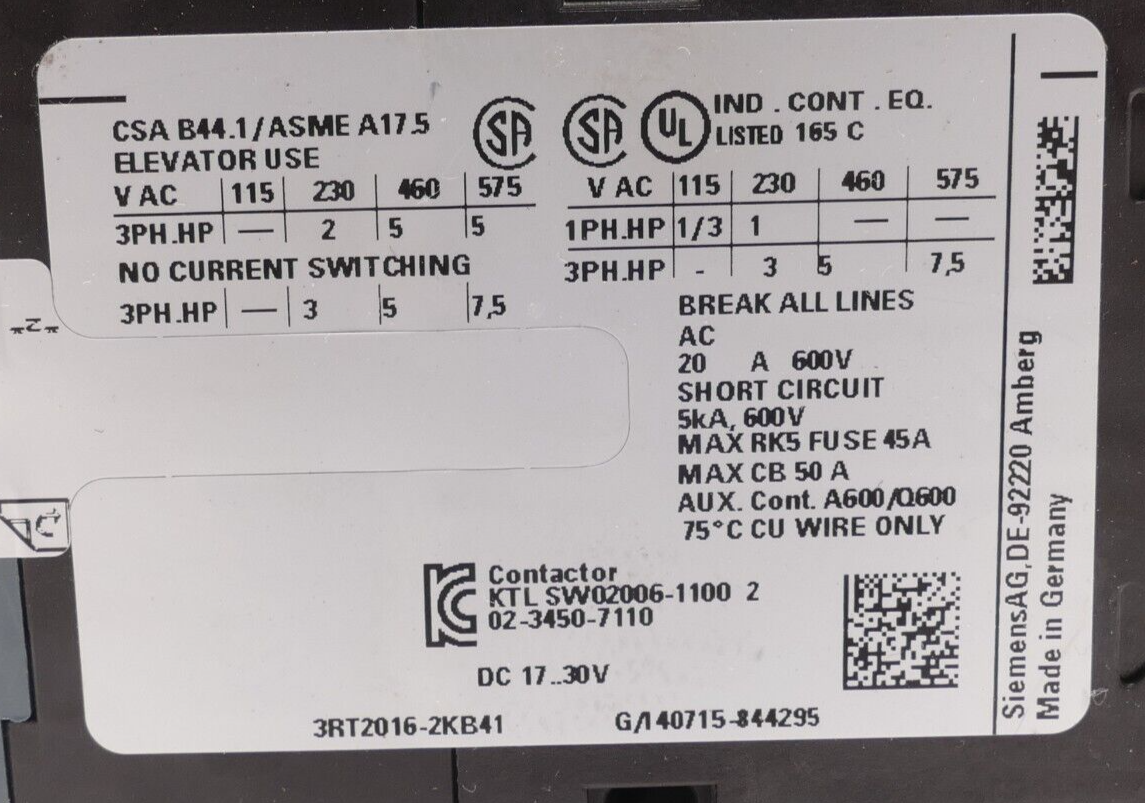 CSA B44.1/ASME A17.5
ELEVATOR USE
V AC | 115 | 230 | 460 | 575
3PH.HP | — | 2 | 5 | 5
NO CURRENT SWITCHING
3PH.HP | — | 3 | 5 | 7,5
SA SA UL IND . CONT . EQ.
LISTED 165 C
V AC | 115 | 230 | 460 | 575
1PH.HP | 1/3 | 1 | — | —
3PH.HP | - | 3 | 5 | 7,5
BREAK ALL LINES
AC
20 A 600V
SHORT CIRCUIT
5kA, 600V
MAX RK5 FUSE 45A
MAX CB 50 A
AUX. Cont. A600/Q600
75°C CU WIRE ONLY
Contactor
KTL SW02006-1100 2
02-3450-7110
DC 17..30V
3RT2016-2KB41 G/140715-844295
SiemensAG,DE-92220 Amberg
Made in Germany